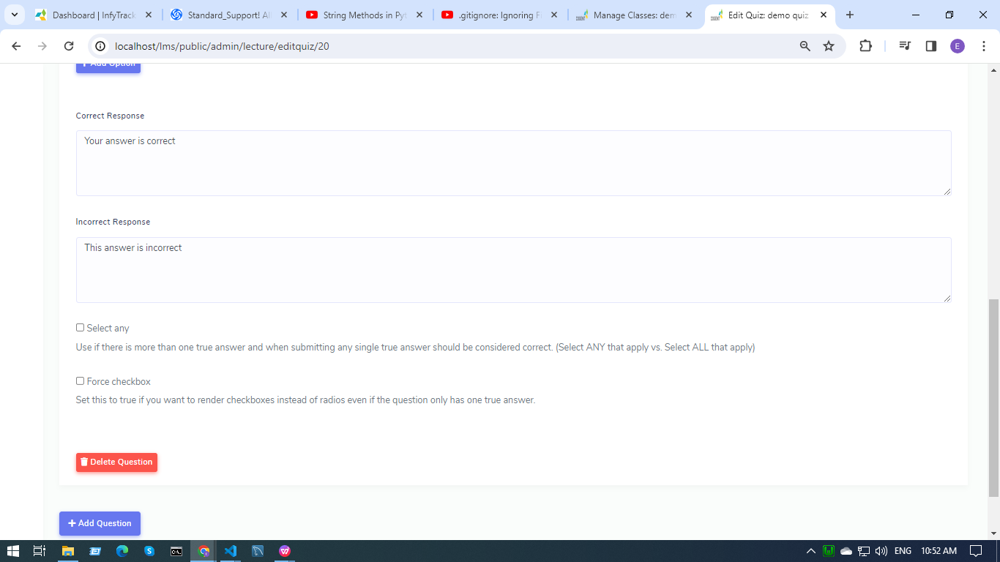 Dashboard | InfyTrack
Standard_Support! Al
String Methods in Pyt
.gitignore: Ignoring F
Manage Classes: dem
Edit Quiz: demo quiz
localhost/lms/public/admin/lecture/editquiz/20
E
+ Add Option
Correct Response
Your answer is correct
Incorrect Response
This answer is incorrect
Select any
Use if there is more than one true answer and when submitting any single true answer should be considered correct. (Select ANY that apply vs. Select ALL that apply)
Force checkbox
Set this to true if you want to render checkboxes instead of radios even if the question only has one true answer.
Delete Question
+ Add Question
ENG
10:52 AM